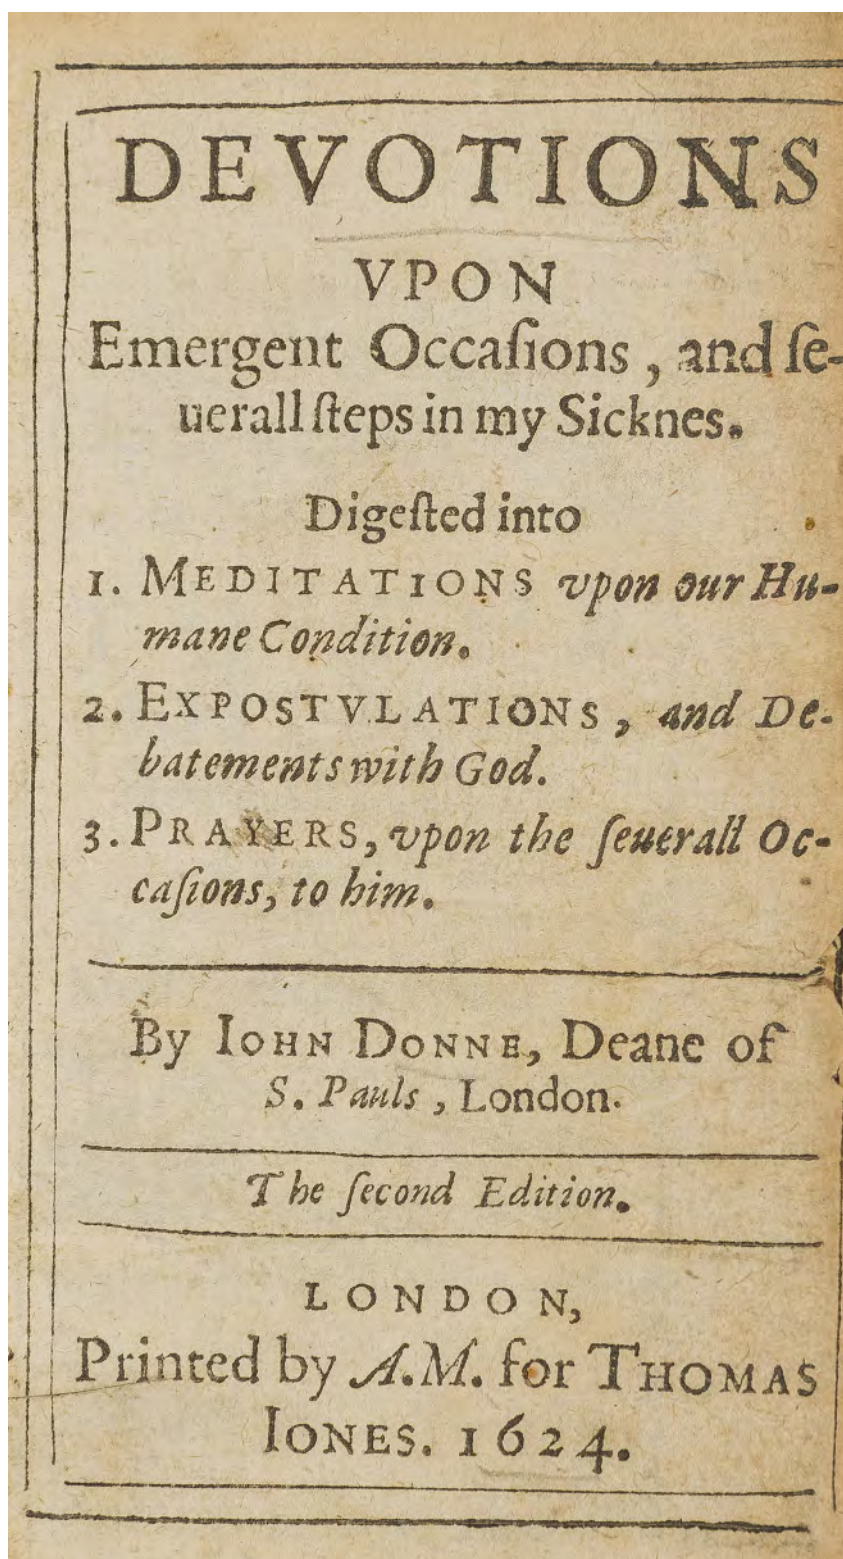 DEVOTIONS
VPON
Emergent Occaſions, and ſe-
uerall ſteps in my Sicknes.
Digeſted into
1. MEDITATIONS vpon our Hu-
mane Condition.
2. EXPOSTVLATIONS, and De-
batements with God.
3. PRAYERS, vpon the ſeuerall Oc-
caſions, to him.
By IOHN DONNE, Deane of
S. Pauls, London.
The ſecond Edition.
LONDON,
Printed by A.M. for THOMAS
IONES. 1624.